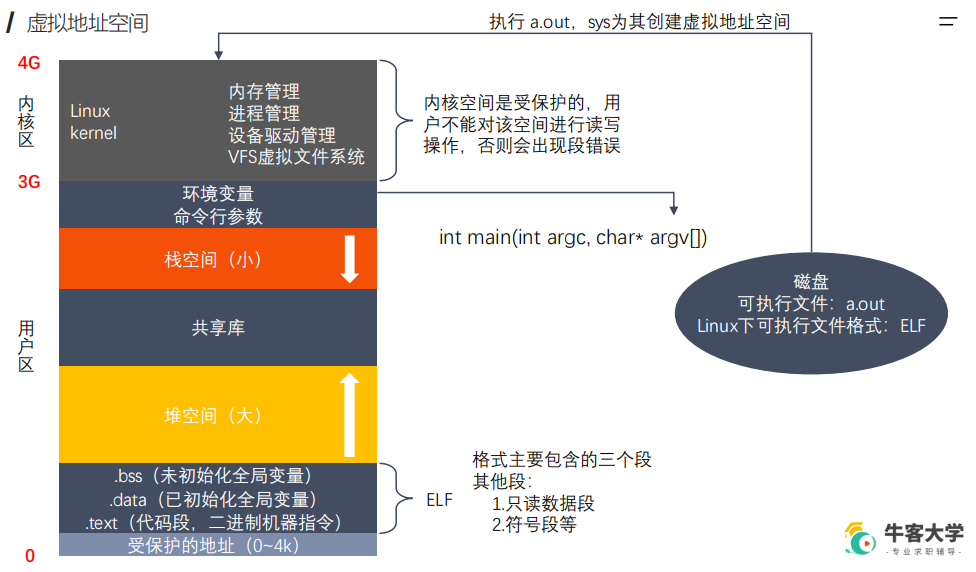 / 虚拟地址空间
执行 a.out，sys为其创建虚拟地址空间
4G
内核区
Linux
kernel
内存管理
进程管理
设备驱动管理
VFS虚拟文件系统
内核空间是受保护的，用
户不能对该空间进行读写
操作，否则会出现段错误
3G
环境变量
命令行参数
int main(int argc, char* argv[])
栈空间（小）
磁盘
可执行文件：a.out
Linux下可执行文件格式：ELF
共享库
用户区
堆空间（大）
.bss（未初始化全局变量）
.data（已初始化全局变量）
.text（代码段，二进制机器指令）
ELF
格式主要包含的三个段
其他段：
1.只读数据段
2.符号段等
受保护的地址（0~4k）
0
牛客大学
-专业求职辅导-